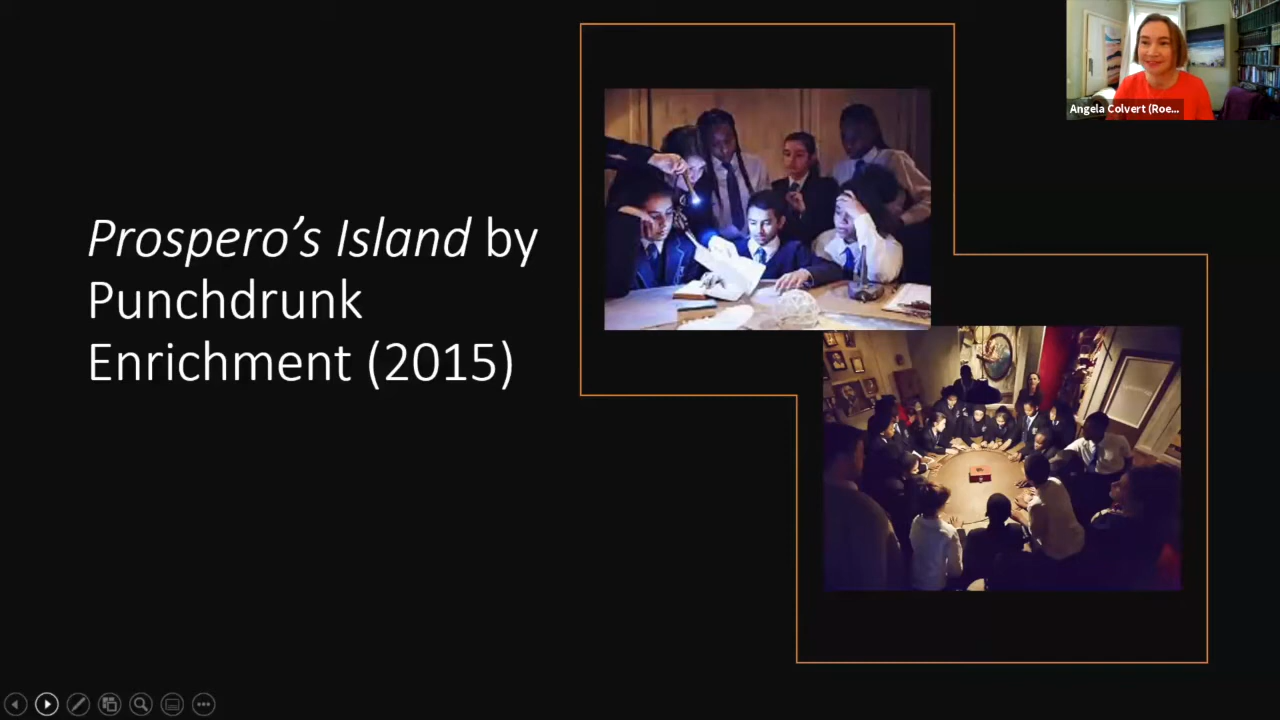 Prospero’s Island by
Punchdrunk
Enrichment (2015)
Angela Colvert (Roe...